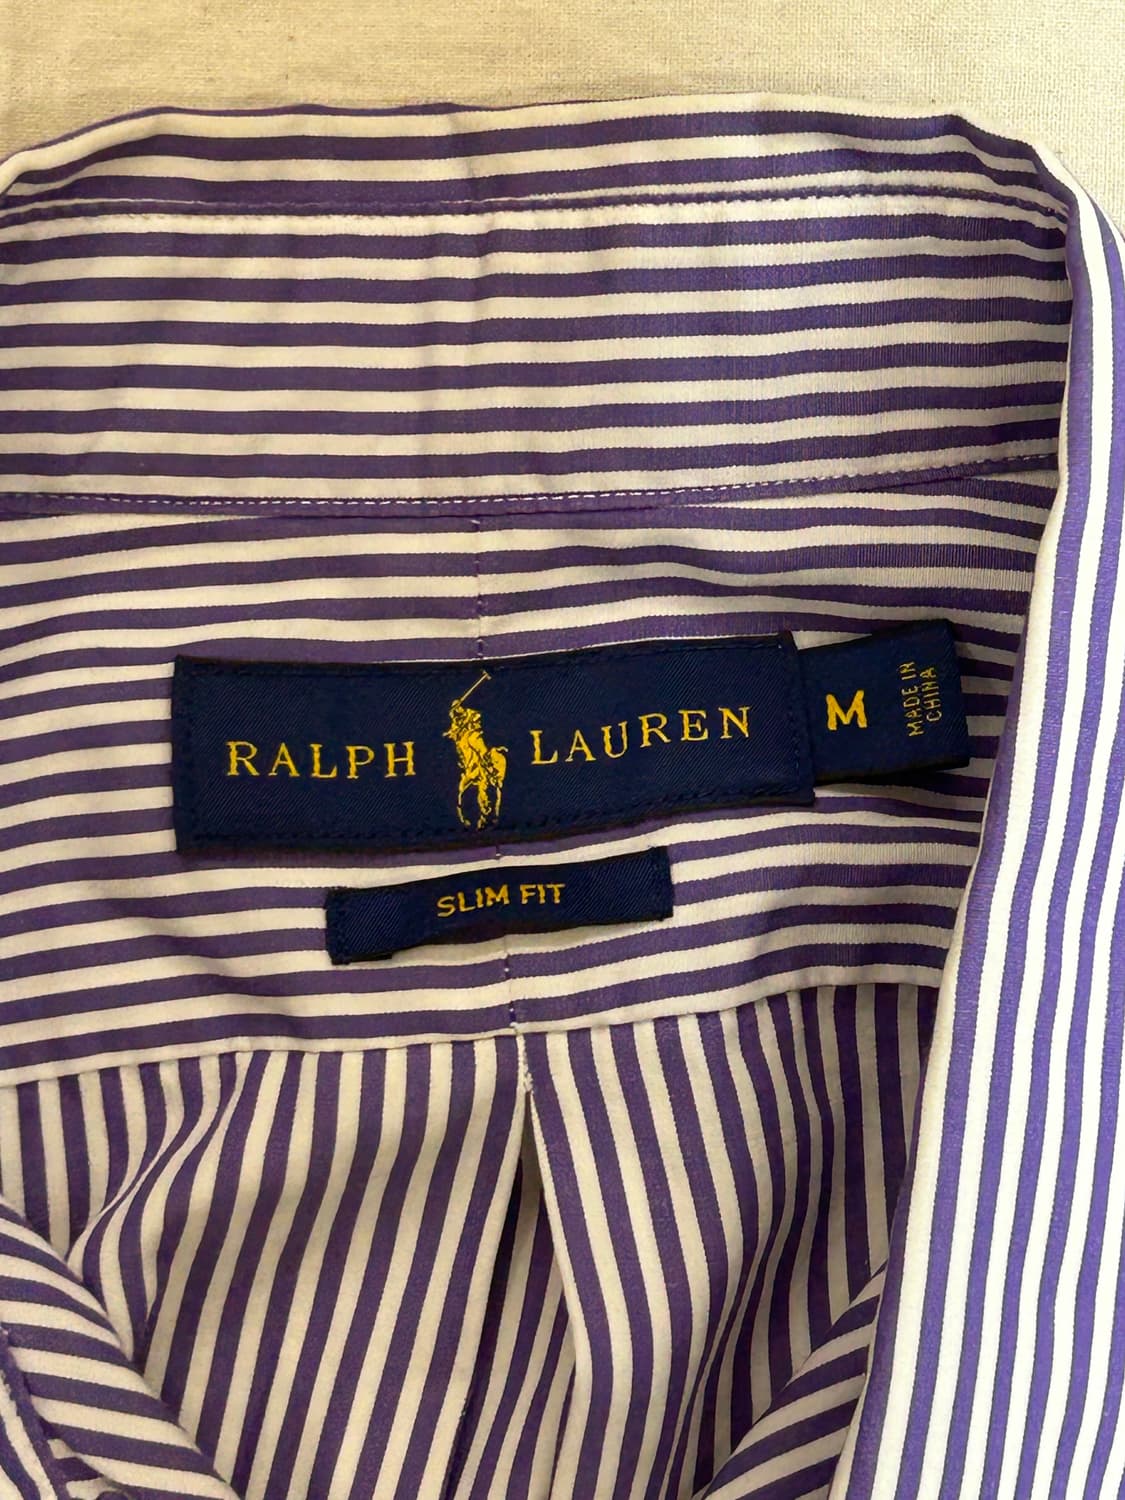 RALPH LAUREN
M
MADE IN
CHINA
SLIM FIT